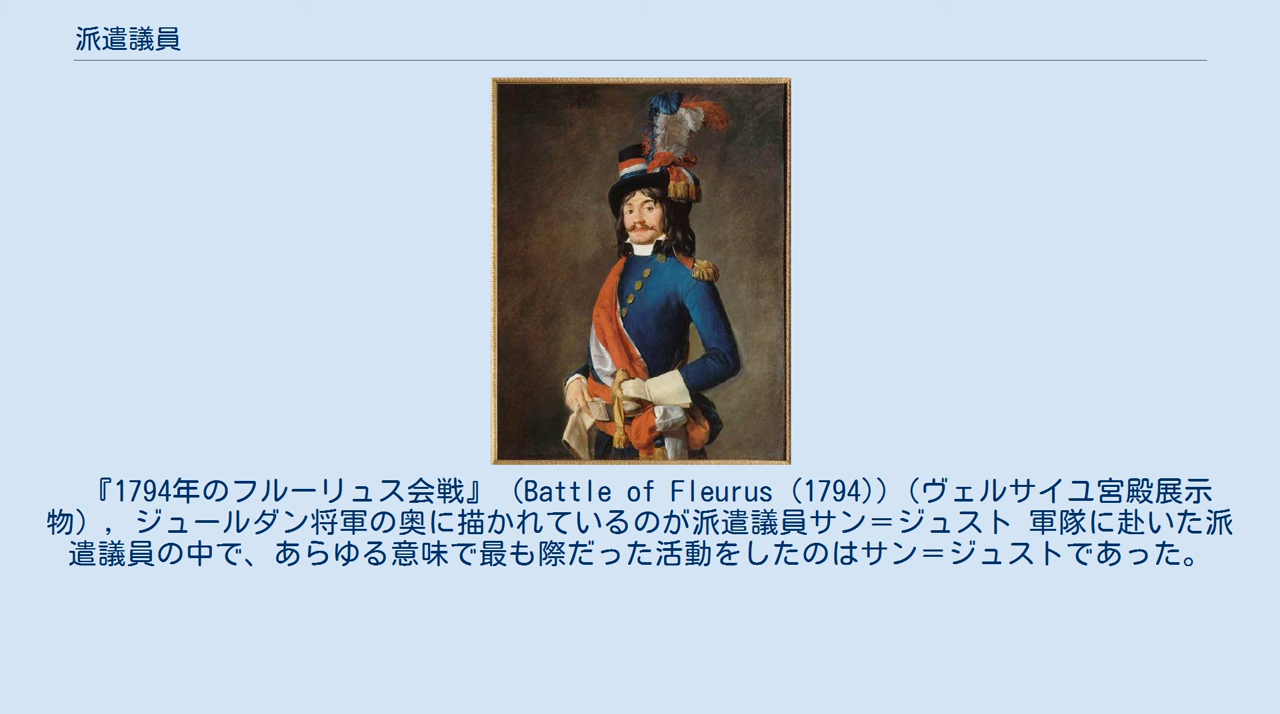 派遣議員
『1794年のフルーリュス会戦』（Battle of Fleurus (1794)）（ヴェルサイユ宮殿展示
物）, ジュールダン将軍の奥に描かれているのが派遣議員サン＝ジュスト 軍隊に赴いた派
遣議員の中で、あらゆる意味で最も際だった活動をしたのはサン＝ジュストであった。